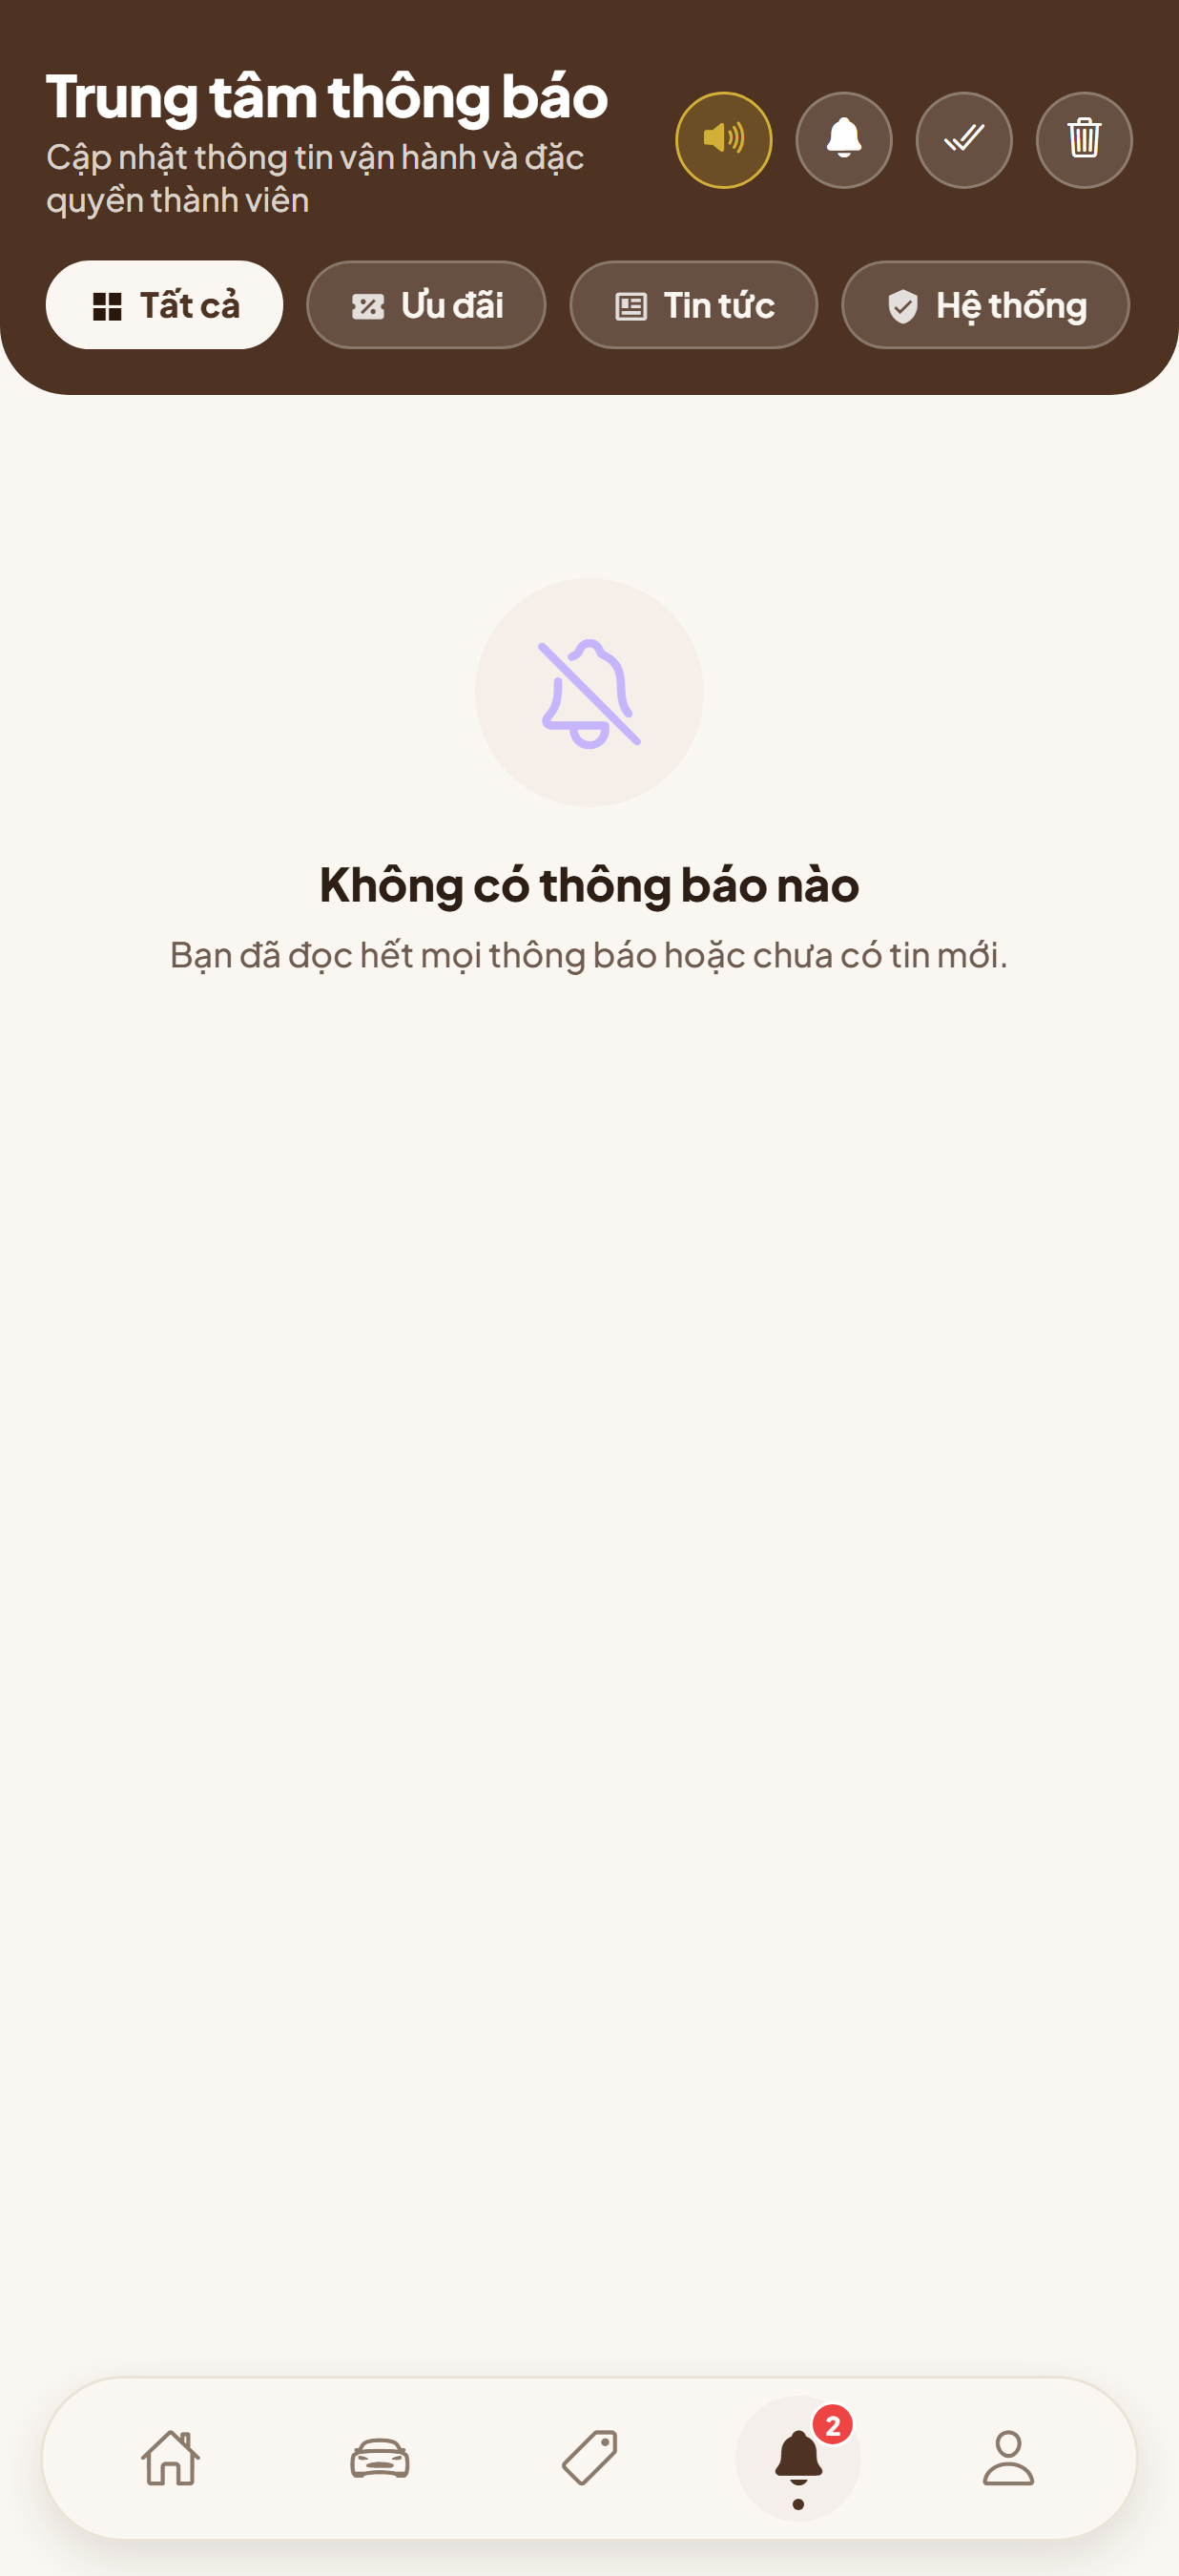 Trung tâm thông báo
Cập nhật thông tin vận hành và đặc
quyền thành viên
Tất cả
Ưu đãi
Tin tức
Hệ thống
Không có thông báo nào
Bạn đã đọc hết mọi thông báo hoặc chưa có tin mới.
2